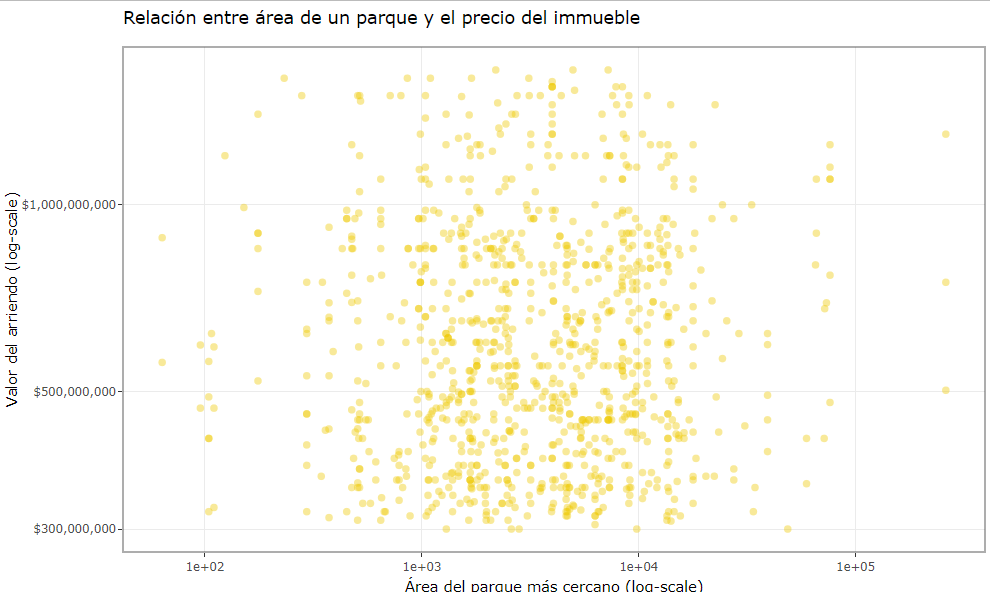 Relación entre área de un parque y el precio del immueble
Valor del arriendo (log-scale)
$1,000,000,000
$500,000,000
$300,000,000
1e+02
1e+03
1e+04
1e+05
Área del parque más cercano (log-scale)